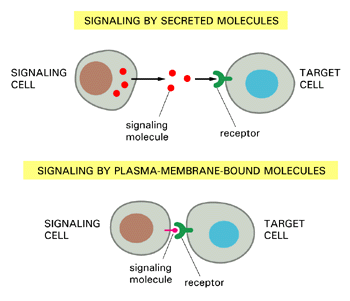 SIGNALING BY SECRETED MOLECULES
SIGNALING
CELL
TARGET
CELL
signaling
molecule
receptor
SIGNALING BY PLASMA-MEMBRANE-BOUND MOLECULES
SIGNALING
CELL
TARGET
CELL
signaling
molecule
receptor